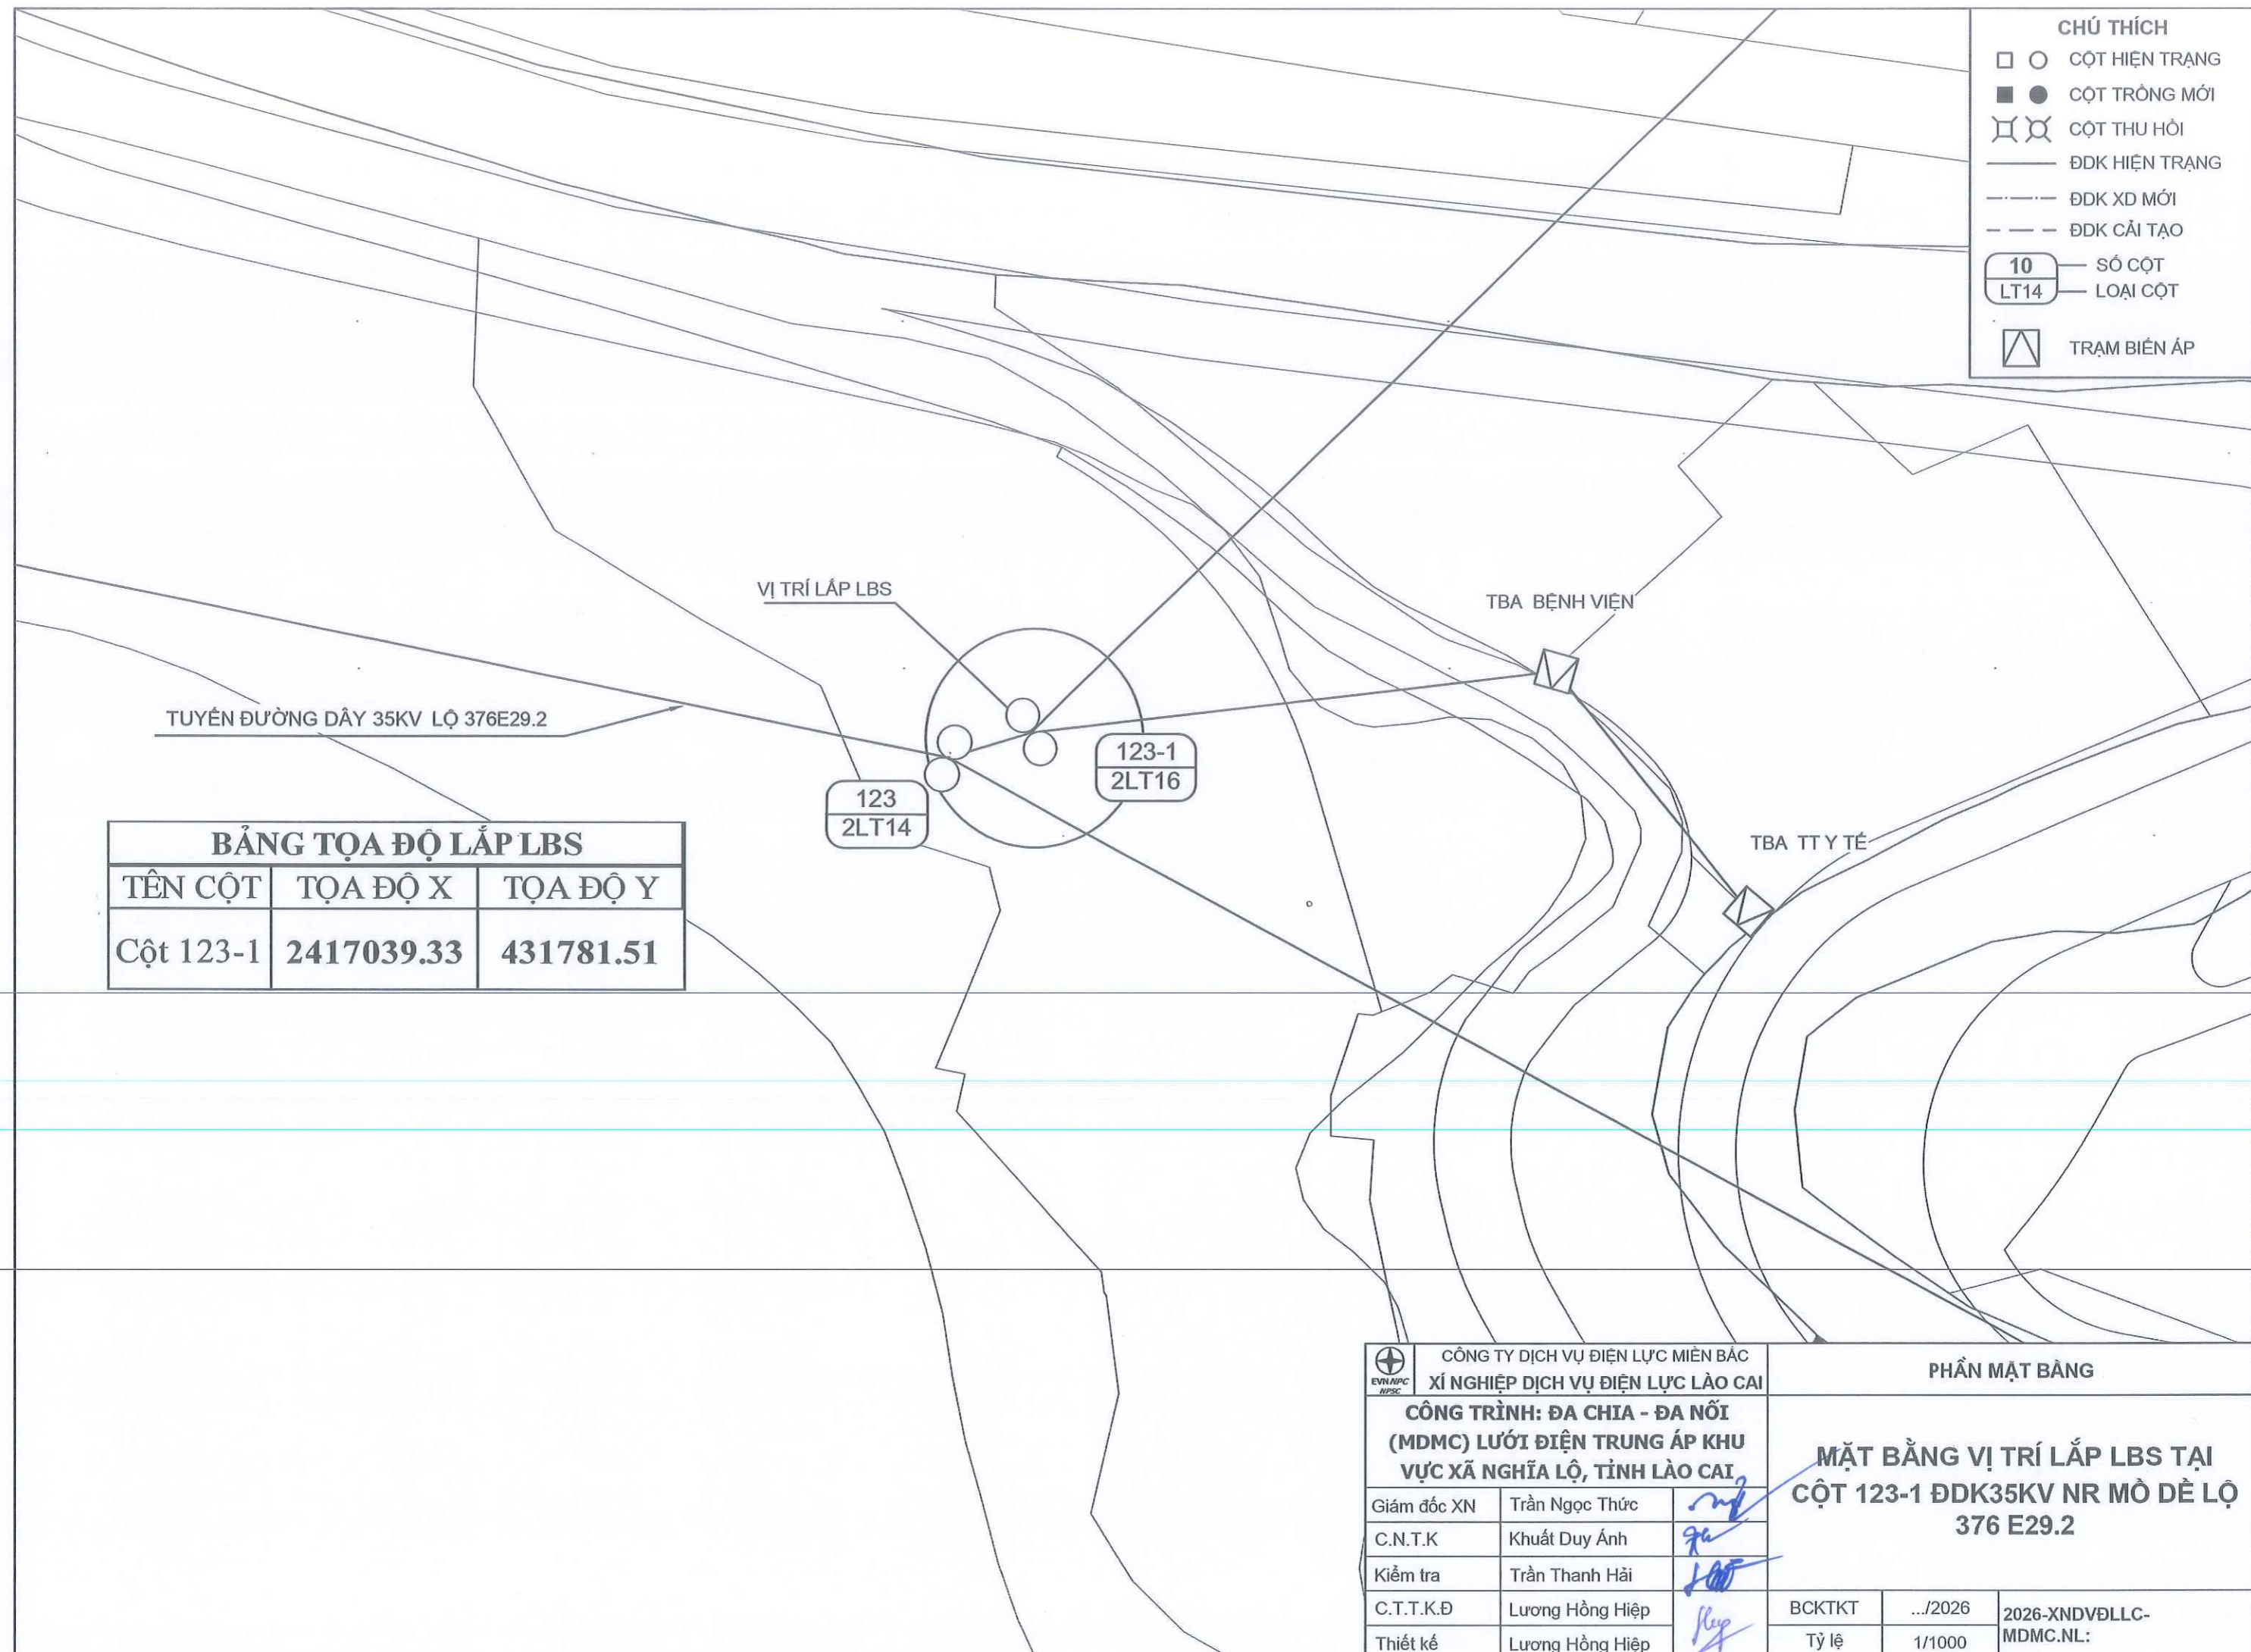 CHÚ THÍCH
CỘT HIỆN TRẠNG
CỘT TRỒNG MỚI
CỘT THU HỒI
ĐDK HIỆN TRẠNG
ĐDK XD MỚI
ĐDK CẢI TẠO
10
SỐ CỘT
LT14
LOẠI CỘT
TRẠM BIẾN ÁP
VỊ TRÍ LẮP LBS
TBA BỆNH VIỆN
TUYẾN ĐƯỜNG DÂY 35KV LỘ 376E29.2
123-1
2LT16
123
2LT14
TBA TT Y TẾ
BẢNG TỌA ĐỘ LẮP LBS
TÊN CỘT TỌA ĐỘ X TỌA ĐỘ Y
Cột 123-1 2417039.33 431781.51
EVNNPC
NPSC
CÔNG TY DỊCH VỤ ĐIỆN LỰC MIỀN BẮC
XÍ NGHIỆP DỊCH VỤ ĐIỆN LỰC LÀO CAI
PHẦN MẶT BẰNG
CÔNG TRÌNH: ĐA CHIA - ĐA NỐI
(MDMC) LƯỚI ĐIỆN TRUNG ÁP KHU
VỰC XÃ NGHĨA LỘ, TỈNH LÀO CAI
MẶT BẰNG VỊ TRÍ LẮP LBS TẠI
CỘT 123-1 ĐDK35KV NR MỒ DỀ LỘ
376 E29.2
Giám đốc XN Trần Ngọc Thức
C.N.T.K Khuất Duy Ánh
Kiểm tra Trần Thanh Hải
C.T.T.K.Đ Lương Hồng Hiệp
Thiết kế Lương Hồng Hiệp
BCKTKT .../2026
Tỷ lệ 1/1000
2026-XNDVĐLLC-
MDMC.NL: